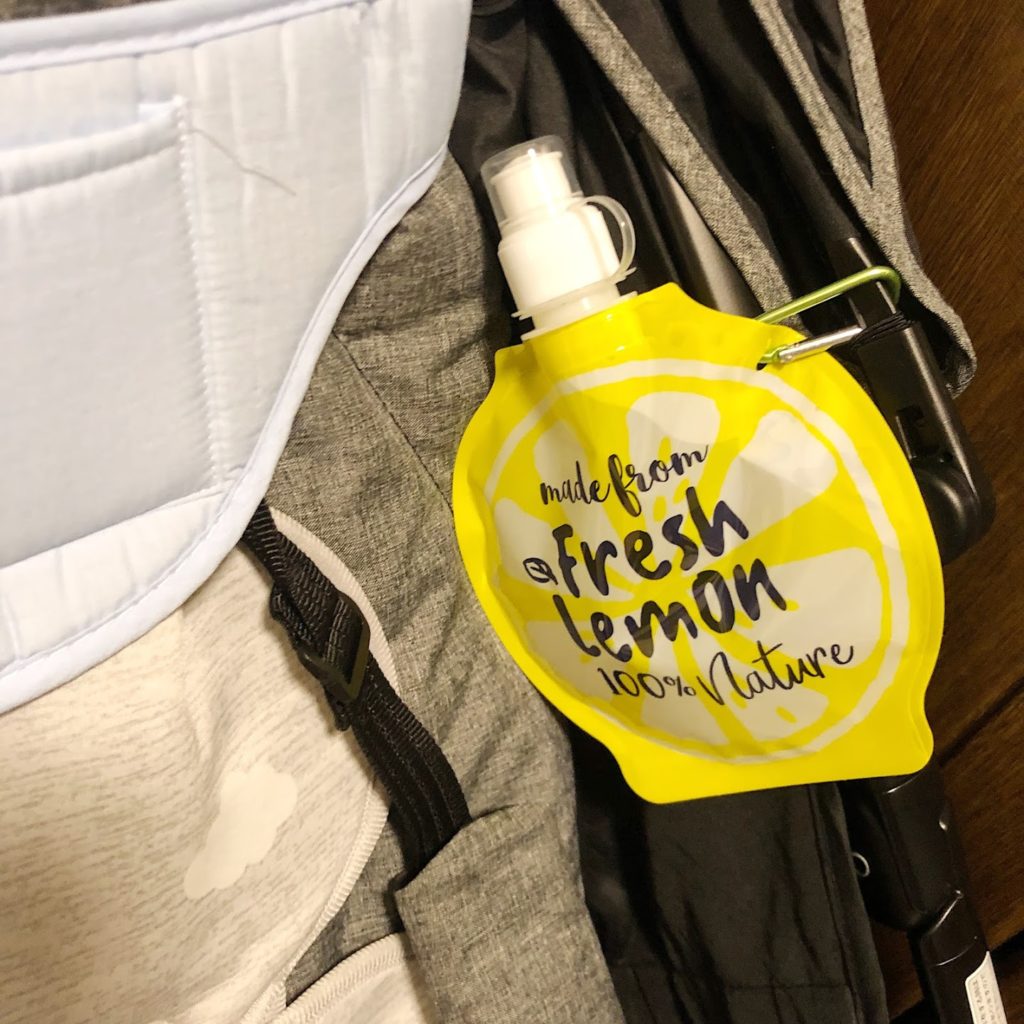 made from
Fresh
lemon
100% Nature